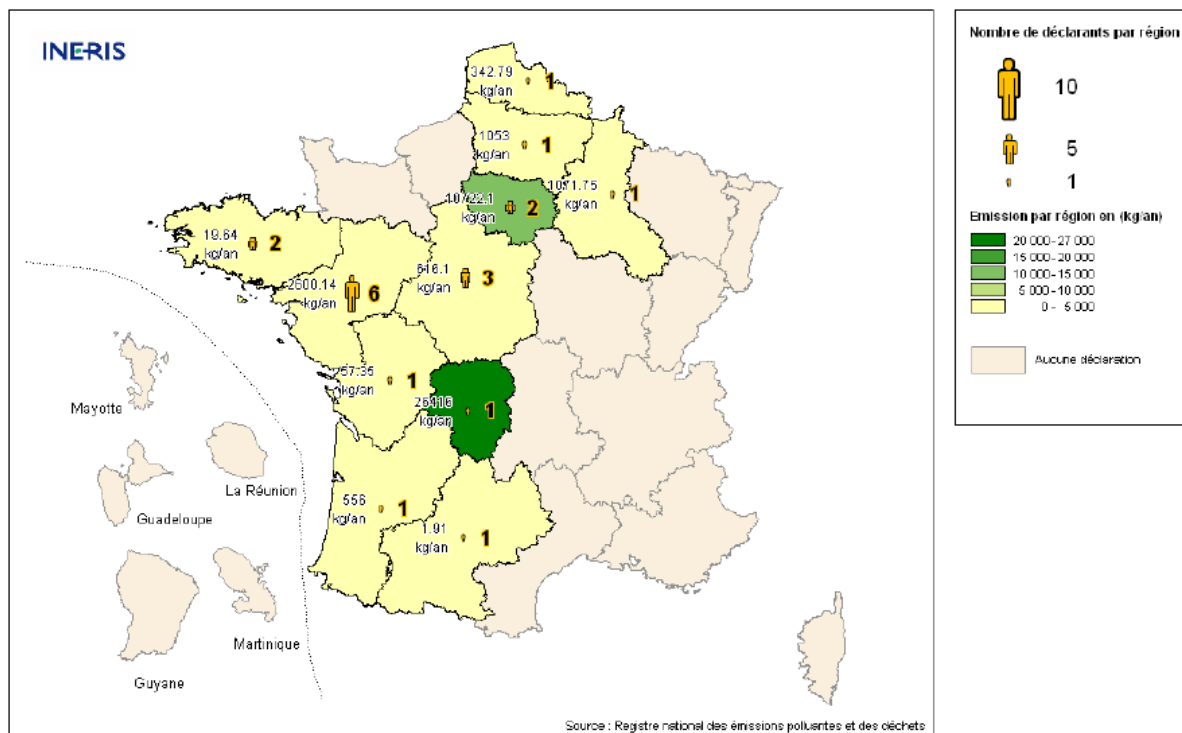 INERIS
342.79
kg/an
1
1053
kg/an
1
1071.75
kg/an
1
10722.1
kg/an
2
19.64
kg/an
2
2600.14
kg/an
6
616.1
kg/an
3
kg/an
1
26416
kg/an
1
556
kg/an
1
1.91
kg/an
1
Mayotte
La Réunion
Guadeloupe
Martinique
Guyane
Source : Registre national des émissions polluantes et des déchets
Nombre de déclarants par région
10
5
1
Emission par région en (kg/an)
20 000 - 27 000
15 000 - 20 000
10 000 - 15 000
5 000 - 10 000
0 - 5 000
Aucune déclaration